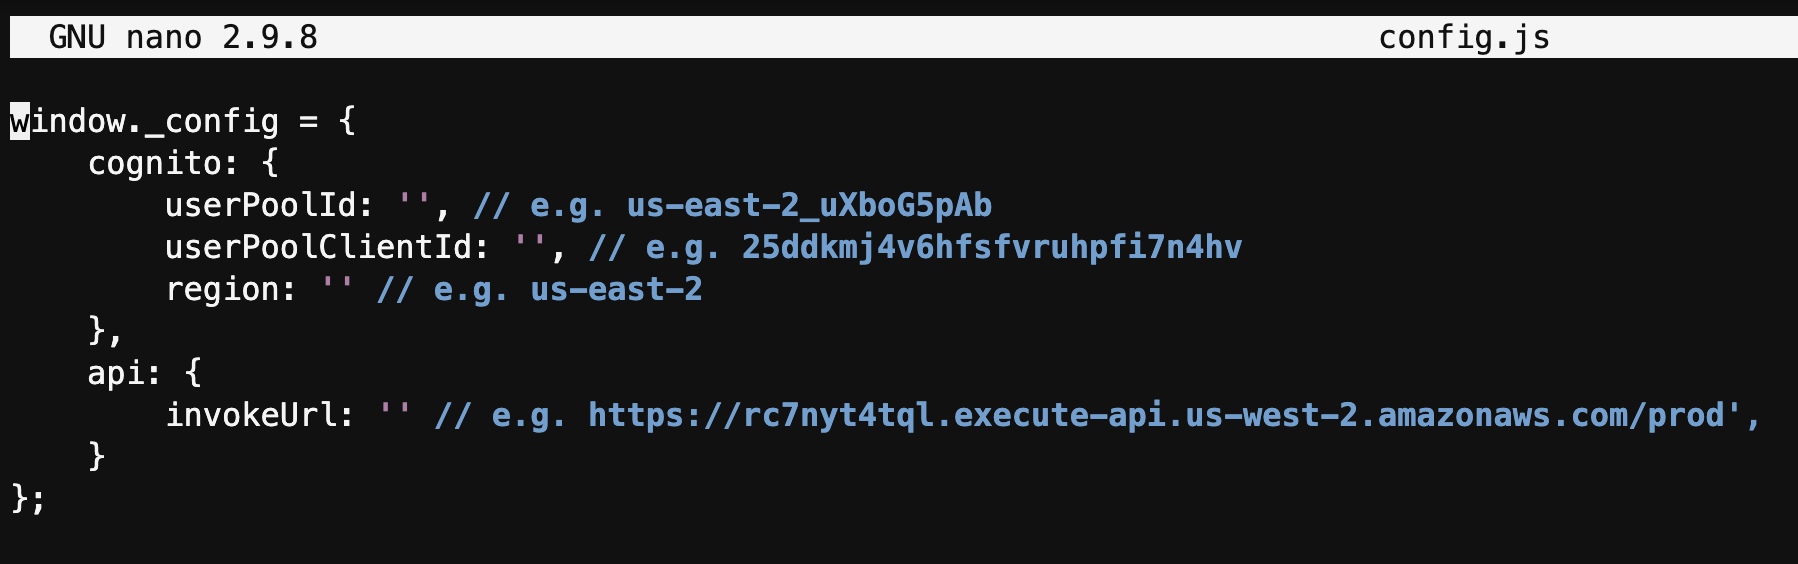 GNU nano 2.9.8 config.js
window._config = {
cognito: {
userPoolId: '', // e.g. us-east-2_uXboG5pAb
userPoolClientId: '', // e.g. 25ddkmj4v6hfsfvruhpfi7n4hv
region: '' // e.g. us-east-2
},
api: {
invokeUrl: '' // e.g. https://rc7nyt4tql.execute-api.us-west-2.amazonaws.com/prod',
}
};